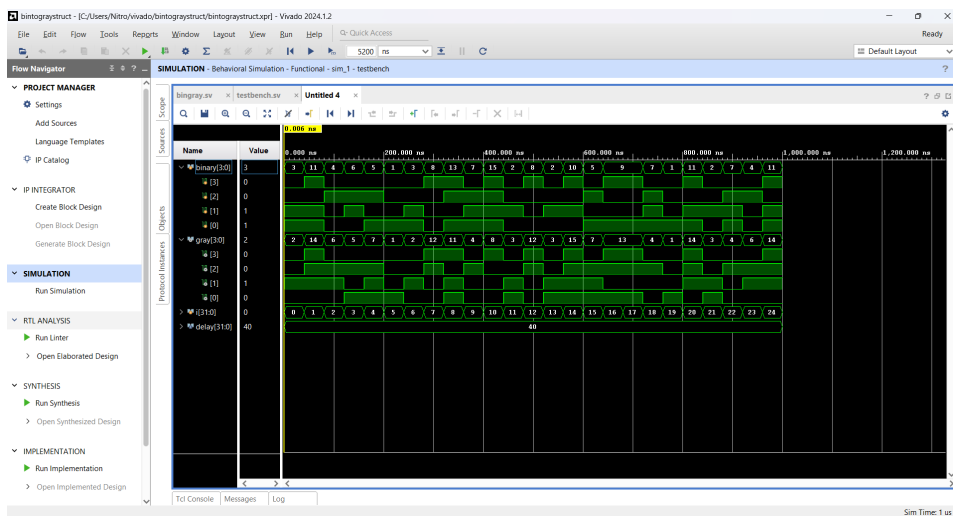 bintograystruct - [C:/Users/Nitro/vivado/bintograystruct/bintograystruct.xpr] - Vivado 2024.1.2
File Edit Flow Tools Reports Window Layout View Run Help Q- Quick Access
Ready
5200 ns
Default Layout
Flow Navigator
SIMULATION - Behavioral Simulation - Functional - sim_1 - testbench
PROJECT MANAGER
Settings
Add Sources
Language Templates
IP Catalog
IP INTEGRATOR
Create Block Design
Open Block Design
Generate Block Design
SIMULATION
Run Simulation
RTL ANALYSIS
Run Linter
Open Elaborated Design
SYNTHESIS
Run Synthesis
Open Synthesized Design
IMPLEMENTATION
Run Implementation
Open Implemented Design
Scope
Sources
Objects
Protocol Instances
bingray.sv × testbench.sv × Untitled 4 ×
0.006 ns
Name Value 0.000 ns 200.000 ns 400.000 ns 600.000 ns 800.000 ns 1,000.000 ns 1,200.000 ns
binary[3:0] 3 3 11 4 6 5 1 3 8 13 7 15 2 8 2 10 5 9 7 1 11 2 7 4 11
[3] 0
[2] 0
[1] 1
[0] 1
gray[3:0] 2 2 14 6 5 7 1 2 12 11 4 8 3 12 3 15 7 13 4 1 14 3 4 6 14
[3] 0
[2] 0
[1] 1
[0] 0
i[31:0] 0 0 1 2 3 4 5 6 7 8 9 10 11 12 13 14 15 16 17 18 19 20 21 22 23 24
delay[31:0] 40 40
Tcl Console Messages Log
Sim Time: 1 us